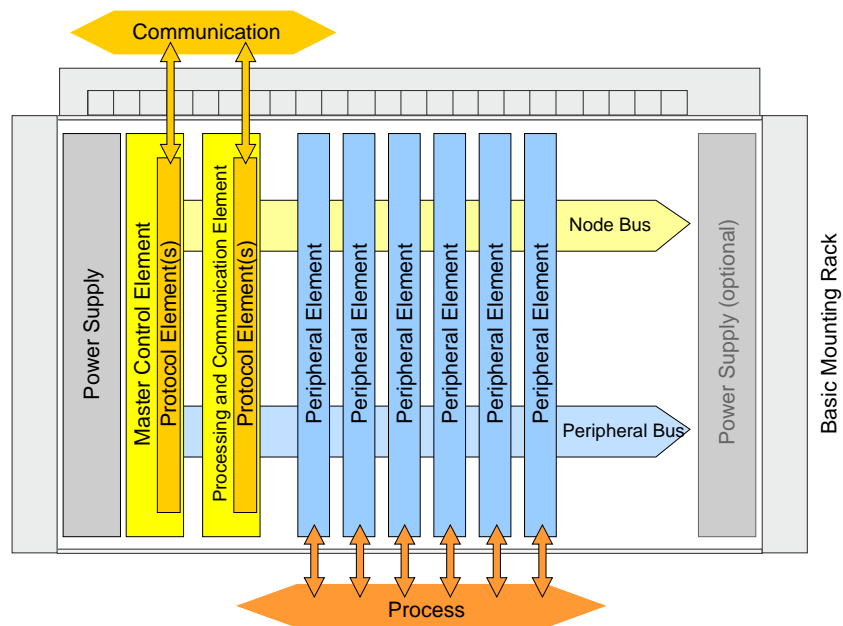 Communication
Power Supply
Master Control Element
Protocol Element(s)
Processing and Communication Element
Protocol Element(s)
Peripheral Element
Peripheral Element
Peripheral Element
Peripheral Element
Peripheral Element
Peripheral Element
Node Bus
Peripheral Bus
Power Supply (optional)
Basic Mounting Rack
Process